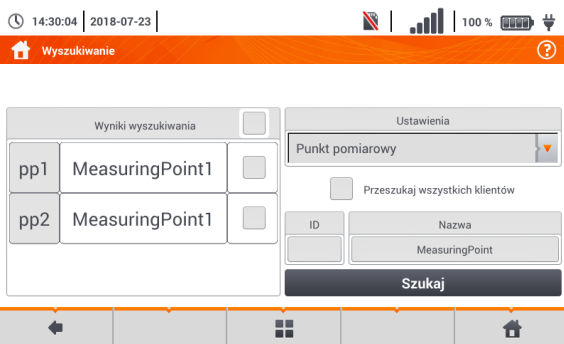 14:30:04 2018-07-23 100 %
Wyszukiwanie ?
Wyniki wyszukiwania
pp1 MeasuringPoint1
pp2 MeasuringPoint1
Ustawienia
Punkt pomiarowy
Przeszukaj wszystkich klientów
ID Nazwa
MeasuringPoint
Szukaj